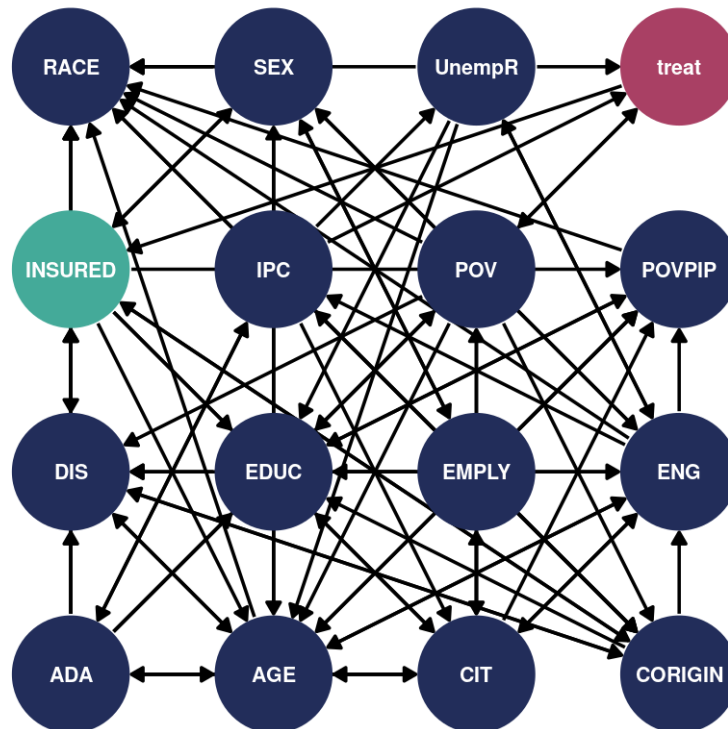 RACE
SEX
UnempR
treat
INSURED
IPC
POV
POVPIP
DIS
EDUC
EMPLY
ENG
ADA
AGE
CIT
CORIGIN